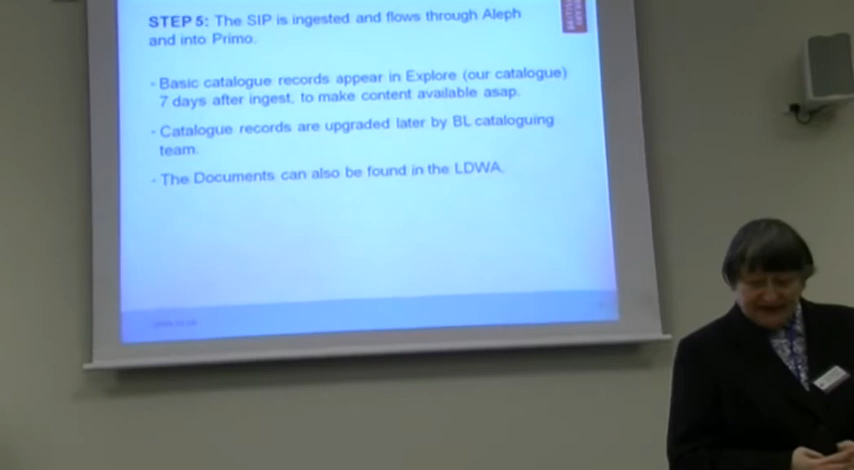 STEP 5: The SIP is ingested and flows through Aleph
and into Primo.
- Basic catalogue records appear in Explore (our catalogue)
7 days after ingest, to make content available asap.
- Catalogue records are upgraded later by BL cataloguing
team.
- The Documents can also be found in the LDWA.